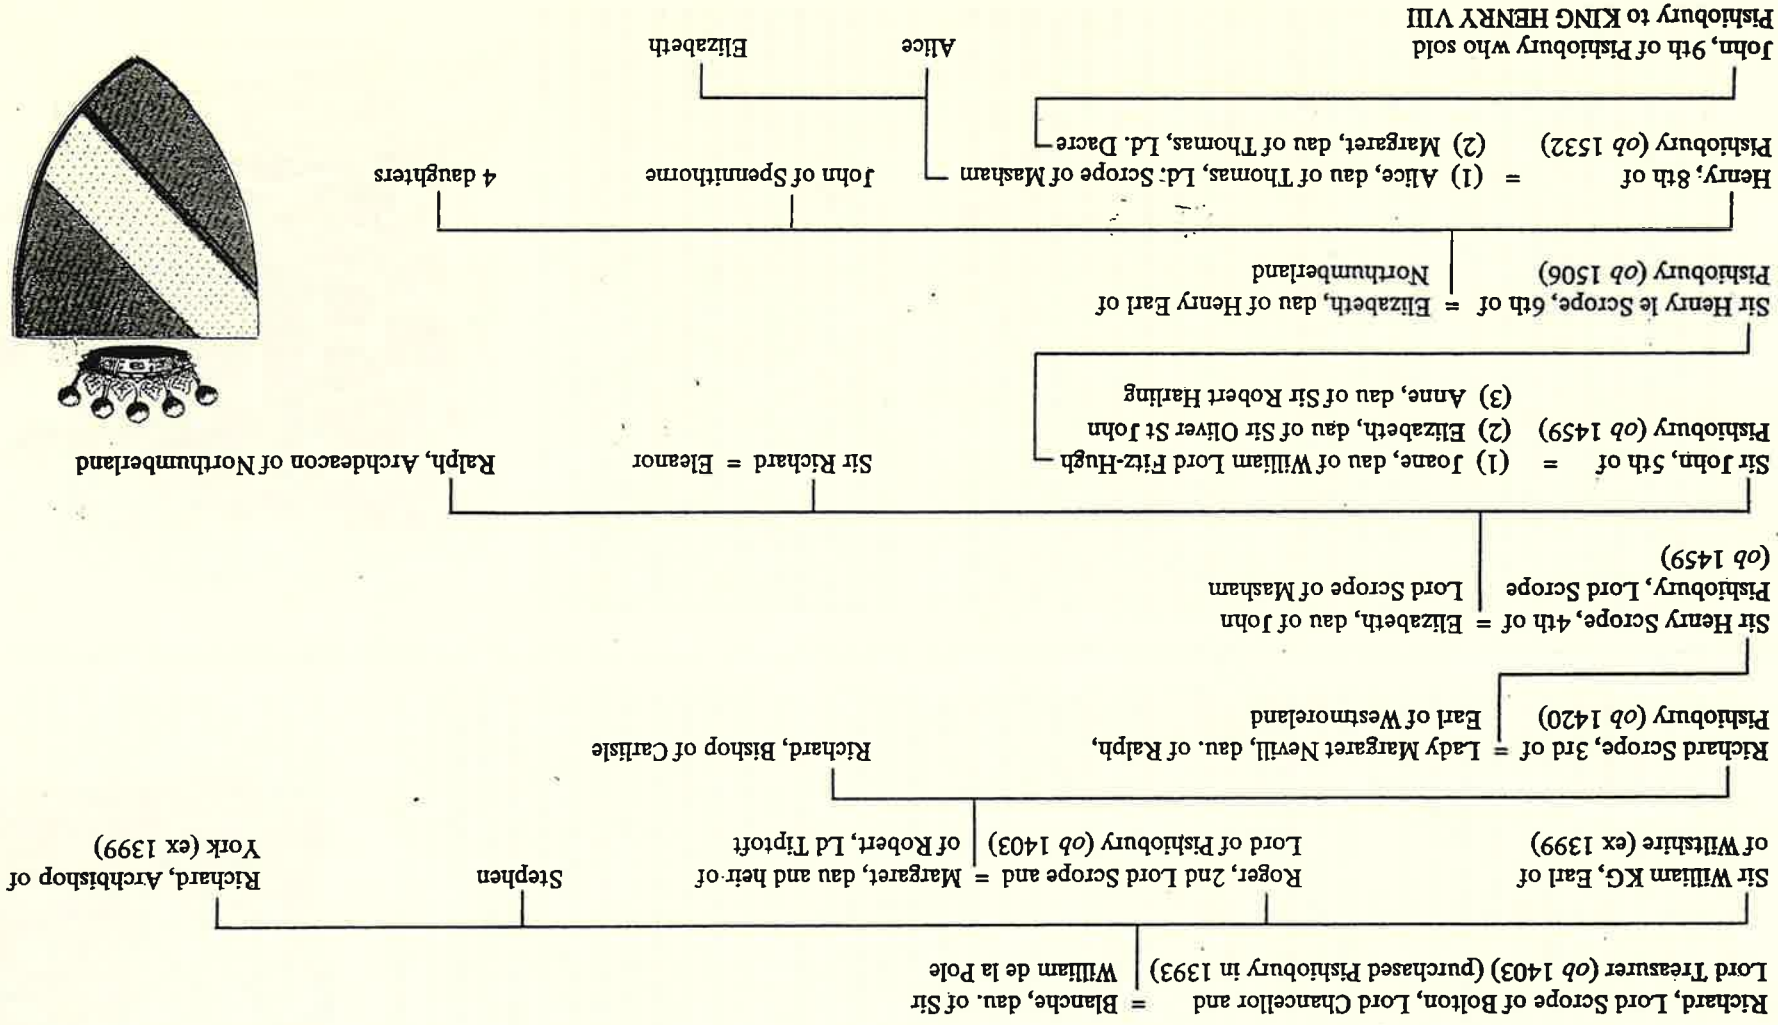 Richard, Lord Scrope of Bolton, Lord Chancellor and = Blanche, dau. of Sir
Lord Treasurer (ob 1403) (purchased Pishiobury in 1393) William de la Pole
Sir William KG, Earl of
of Wiltshire (ex 1399)
Roger, 2nd Lord Scrope and = Margaret, dau and heir of
Lord of Pishiobury (ob 1403) of Robert, Ld Tiptoft
Stephen
Richard, Archbishop of
York (ex 1399)
Richard Scrope, 3rd of = Lady Margaret Nevill, dau. of Ralph,
Pishiobury (ob 1420) Earl of Westmoreland
Richard, Bishop of Carlisle
Sir Henry Scrope, 4th of = Elizabeth, dau of John
Pishiobury, Lord Scrope Lord Scrope of Masham
(ob 1459)
Sir John, 5th of = (1) Joane, dau of William Lord Fitz-Hugh
Pishiobury (ob 1459) (2) Elizabeth, dau of Sir Oliver St John
(3) Anne, dau of Sir Robert Harling
Sir Richard = Eleanor
Ralph, Archdeacon of Northumberland
Sir Henry le Scrope, 6th of = Elizabeth, dau of Henry Earl of
Pishiobury (ob 1506) Northumberland
Henry, 8th of = (1) Alice, dau of Thomas, Ld. Scrope of Masham
Pishiobury (ob 1532) (2) Margaret, dau of Thomas, Ld. Dacre
John of Spennithorne
4 daughters
John, 9th of Pishiobury who sold
Pishiobury to KING HENRY VIII
Alice
Elizabeth